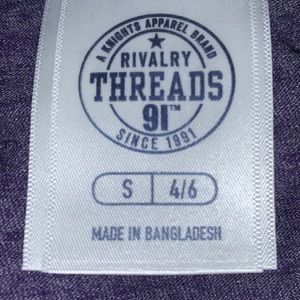 A KNIGHTS APPAREL BRAND
RIVALRY
THREADS
91™
SINCE 1991
S 4/6
MADE IN BANGLADESH